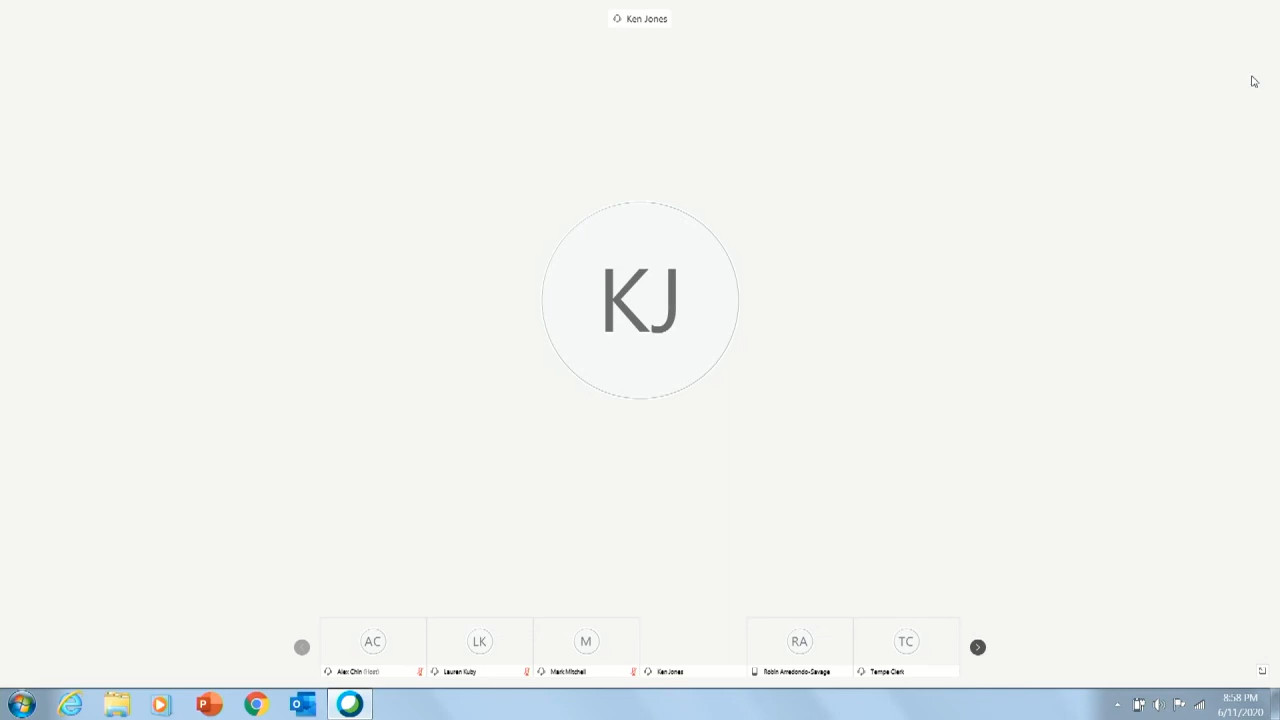 Ken Jones
KJ
AC
LK
M
RA
TC
Alex Chin (Host)
Lauren Kuby
Mark Mitchell
Ken Jones
Robin Arredondo-Savage
Tempe Clerk
8:58 PM
6/11/2020